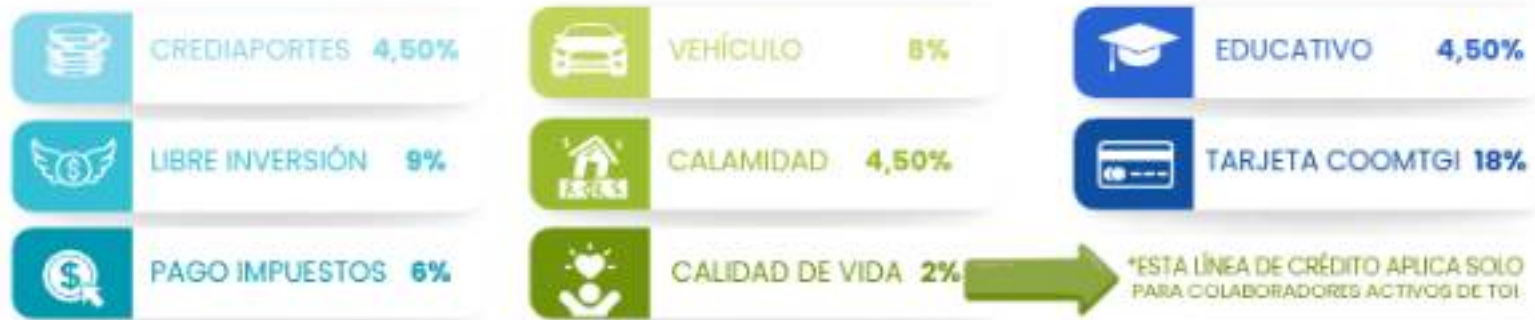 CREDIAPORTES 4,50%
VEHÍCULO 8%
EDUCATIVO 4,50%
LIBRE INVERSIÓN 9%
CALAMIDAD 4,50%
TARJETA COOMTGI 18%
PAGO IMPUESTOS 6%
CALIDAD DE VIDA 2%
*ESTA LÍNEA DE CRÉDITO APLICA SOLO
PARA COLABORADORES ACTIVOS DE TGI